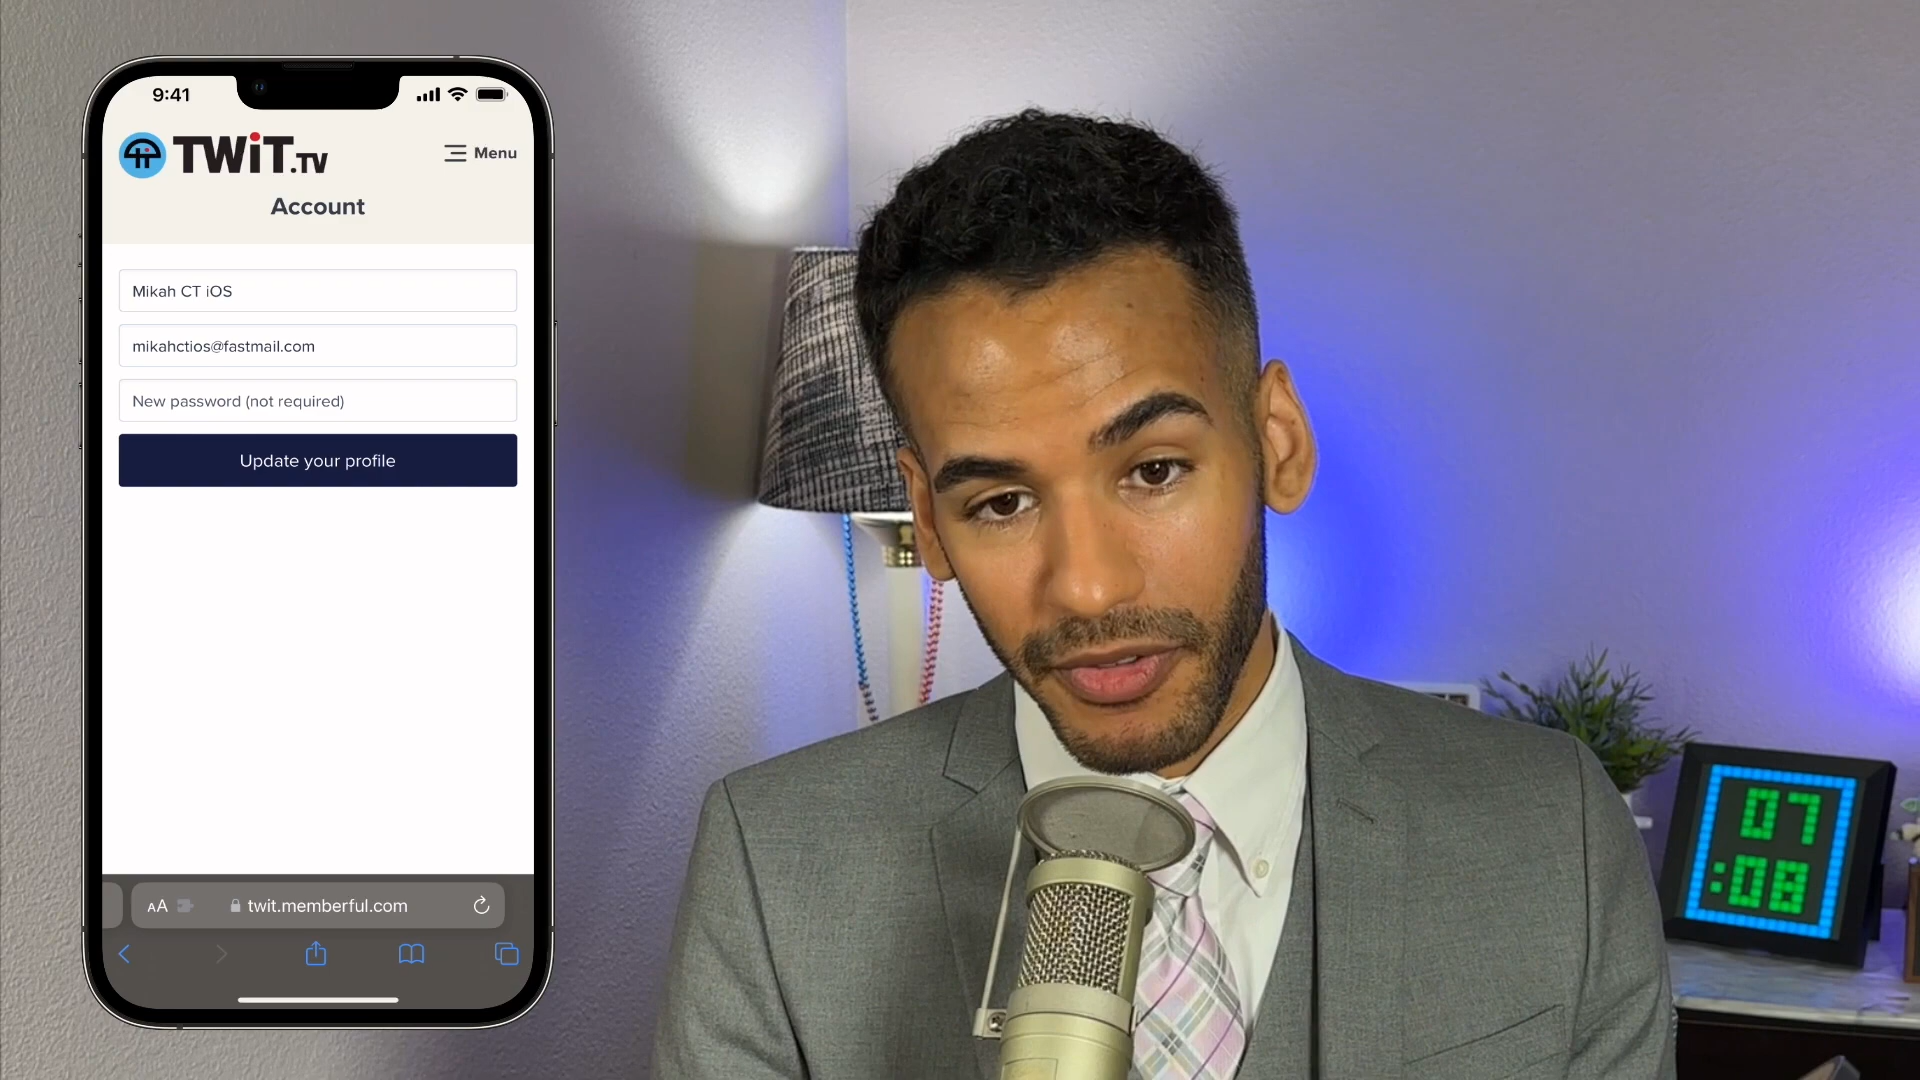 9:41
TWiT.TV
Menu
Account
Mikah CT iOS
mikahctios@fastmail.com
New password (not required)
Update your profile
AA
twit.memberful.com
07
:08